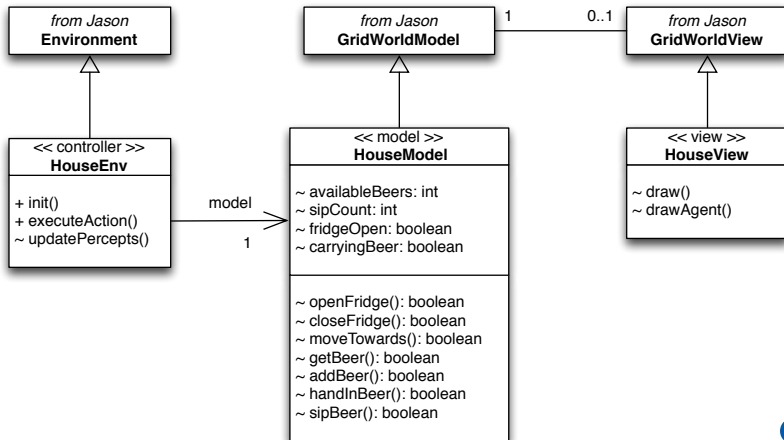 from Jason
Environment
from Jason
GridWorldModel
1
0..1
from Jason
GridWorldView
<< controller >>
HouseEnv
+ init()
+ executeAction()
~ updatePercepts()
model
1
<< model >>
HouseModel
~ availableBeers: int
~ sipCount: int
~ fridgeOpen: boolean
~ carryingBeer: boolean
~ openFridge(): boolean
~ closeFridge(): boolean
~ moveTowards(): boolean
~ getBeer(): boolean
~ addBeer(): boolean
~ handInBeer(): boolean
~ sipBeer(): boolean
<< view >>
HouseView
~ draw()
~ drawAgent()